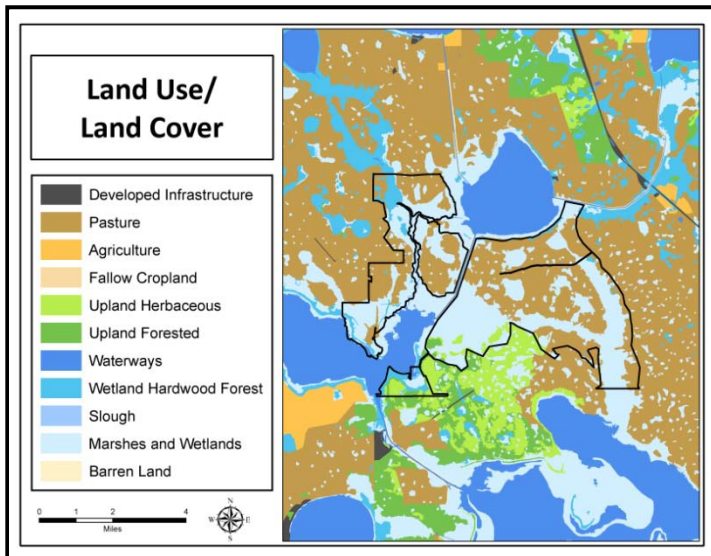 Land Use/
Land Cover
Developed Infrastructure
Pasture
Agriculture
Fallow Cropland
Upland Herbaceous
Upland Forested
Waterways
Wetland Hardwood Forest
Slough
Marshes and Wetlands
Barren Land
0 1 2 4
Miles
N
W E
S